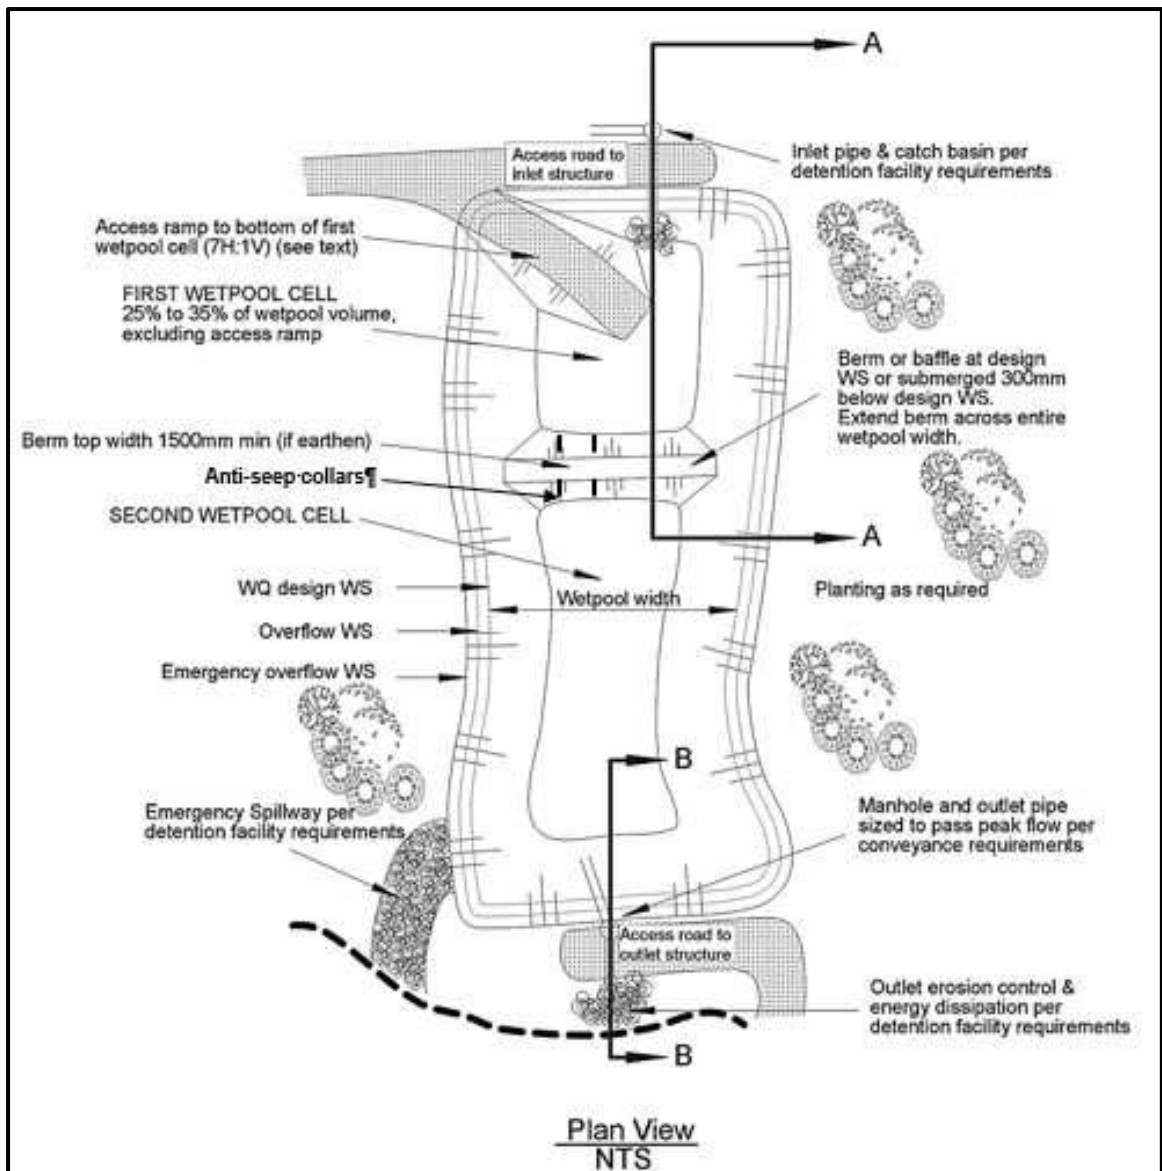 A
Access road to
inlet structure
Inlet pipe & catch basin per
detention facility requirements
Access ramp to bottom of first
wetpool cell (7H:1V) (see text)
FIRST WETPOOL CELL
25% to 35% of wetpool volume,
excluding access ramp
Berm or baffle at design
WS or submerged 300mm
below design WS.
Extend berm across entire
wetpool width.
Berm top width 1500mm min (if earthen)
Anti-seep·collars¶
SECOND WETPOOL CELL
A
WQ design WS
Wetpool width
Planting as required
Overflow WS
Emergency overflow WS
B
Emergency Spillway per
detention facility requirements
Manhole and outlet pipe
sized to pass peak flow per
conveyance requirements
Access road to
outlet structure
Outlet erosion control &
energy dissipation per
detention facility requirements
B
Plan View
NTS